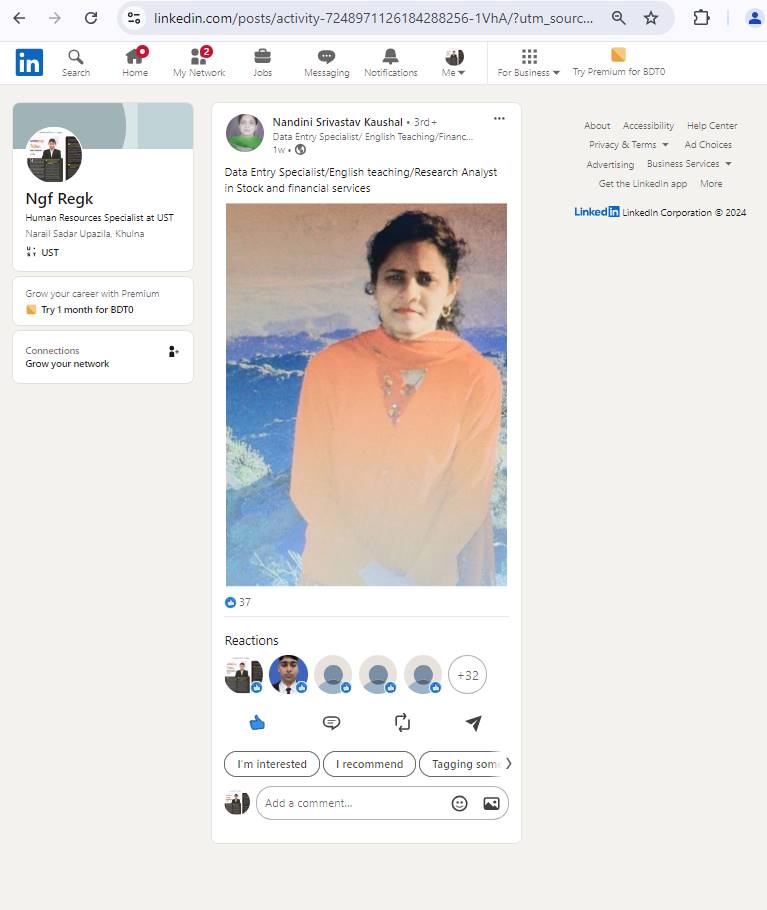 linkedin.com/posts/activity-7248971126184288256-1VhA/?utm_sourc...
in
Search
Home
2
My Network
Jobs
Messaging
Notifications
Me
For Business
Try Premium for BDT0
Ngf Regk
Human Resources Specialist at UST
Narail Sadar Upazila, Khulna
UST
Grow your career with Premium
Try 1 month for BDT0
Connections
Grow your network
Nandini Srivastav Kaushal • 3rd+
Data Entry Specialist/ English Teaching/Financ...
1w •
Data Entry Specialist/English teaching/Research Analyst
in Stock and financial services
37
Reactions
+32
I'm interested
I recommend
Tagging som
Add a comment...
About Accessibility Help Center
Privacy & Terms Ad Choices
Advertising Business Services
Get the LinkedIn app More
LinkedIn LinkedIn Corporation © 2024